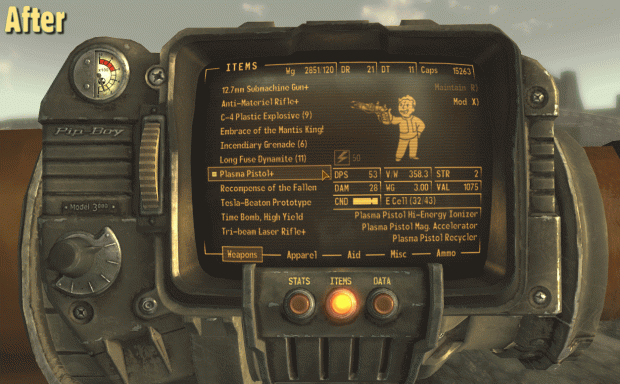 After
ITEMS Wg 2851/120 DR 21 DT 11 Caps 15263
12.7mm Submachine Gun+
Anti-Materiel Rifle+
C-4 Plastic Explosive (9)
Embrace of the Mantis King!
Incendiary Grenade (6)
Long Fuse Dynamite (11)
Plasma Pistol+
Recompense of the Fallen
Tesla-Beaton Prototype
Time Bomb, High Yield
Tri-beam Laser Rifle+
Maintain R)
Mod X)
50
DPS 53 V/W 358.3 STR 2
DAM 28 WG 3.00 VAL 1075
CND E Cell (32/43)
Plasma Pistol Hi-Energy Ionizer
Plasma Pistol Mag. Accelerator
Plasma Pistol Recycler
Weapons Apparel Aid Misc Ammo
Pip-Boy
Model 3000
STATS ITEMS DATA